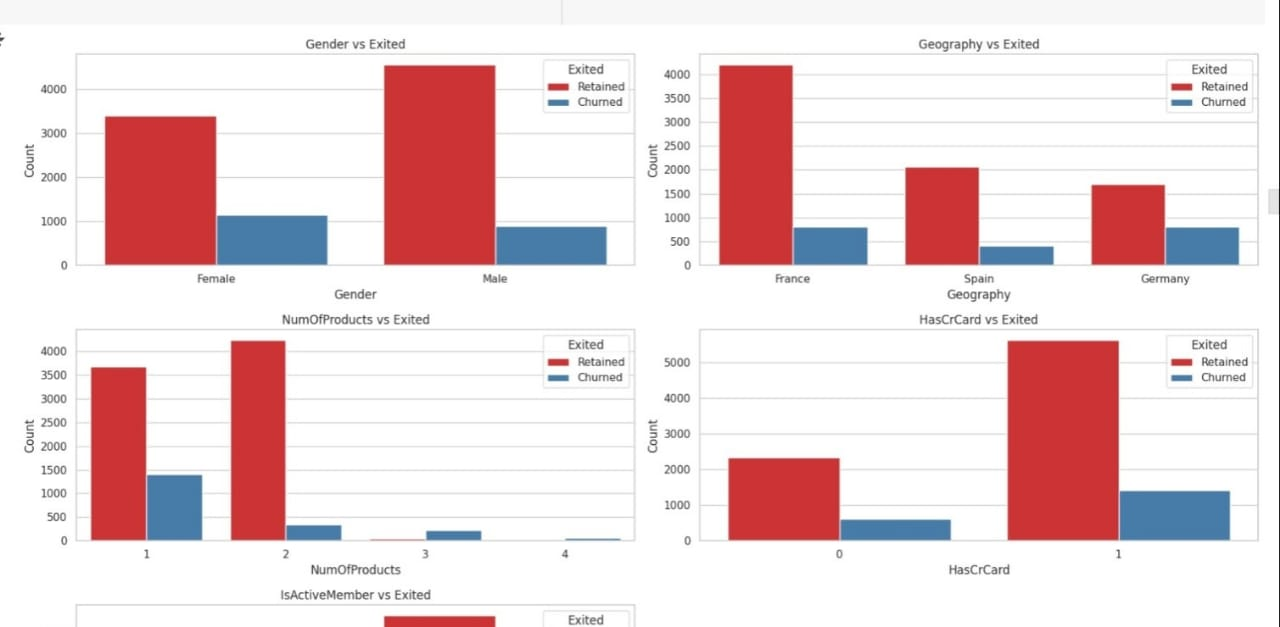 Gender vs Exited
Exited
Retained
Churned
4000
3000
2000
1000
0
Count
Female
Male
Gender
Geography vs Exited
Exited
Retained
Churned
4000
3500
3000
2500
2000
1500
1000
500
0
Count
France
Spain
Germany
Geography
NumOfProducts vs Exited
Exited
Retained
Churned
4000
3500
3000
2500
2000
1500
1000
500
0
Count
1
2
3
4
NumOfProducts
HasCrCard vs Exited
Exited
Retained
Churned
5000
4000
3000
2000
1000
0
Count
0
1
HasCrCard
IsActiveMember vs Exited
Exited